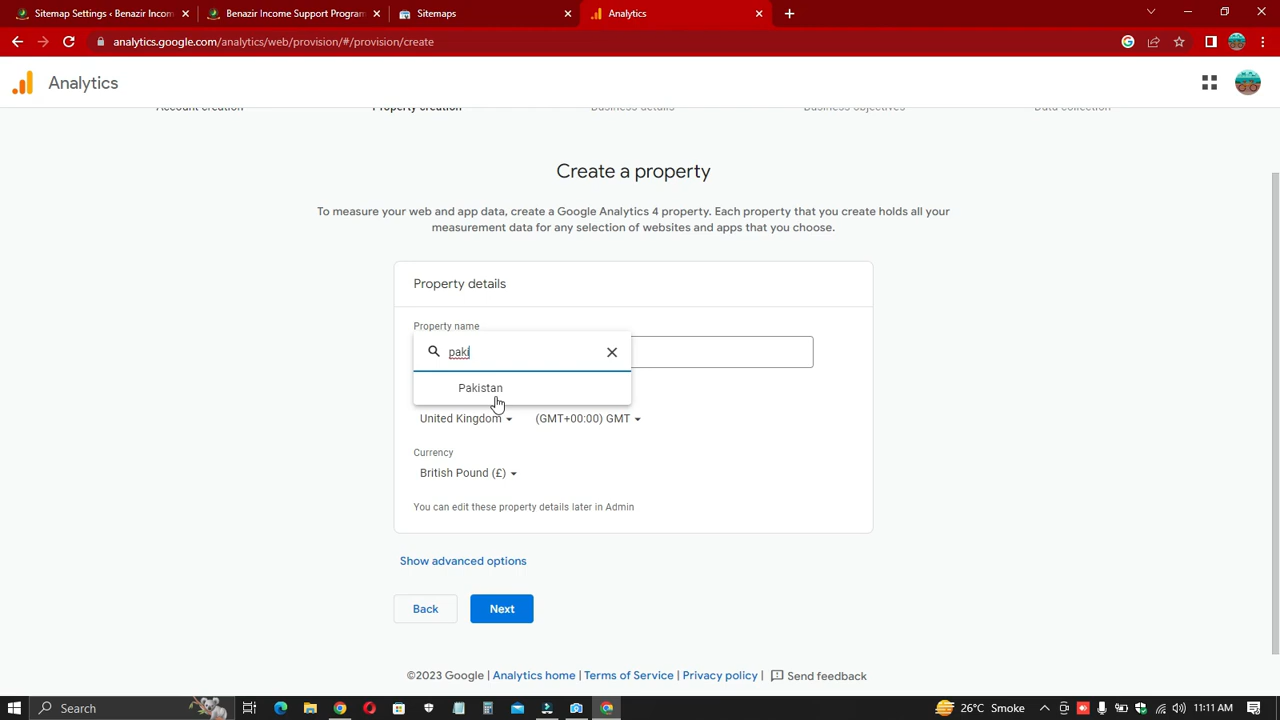 Sitemap Settings ‹ Benazir Incom
Benazir Income Support Program
Sitemaps
Analytics
analytics.google.com/analytics/web/provision/#/provision/create
Analytics
Account creation
Property creation
Business details
Business objectives
Data collection
Create a property
To measure your web and app data, create a Google Analytics 4 property. Each property that you create holds all your
measurement data for any selection of websites and apps that you choose.
Property details
Property name
paki
Pakistan
United Kingdom
(GMT+00:00) GMT
Currency
British Pound (£)
You can edit these property details later in Admin
Show advanced options
Back
Next
©2023 Google | Analytics home | Terms of Service | Privacy policy | Send feedback
Search
26°C Smoke
11:11 AM